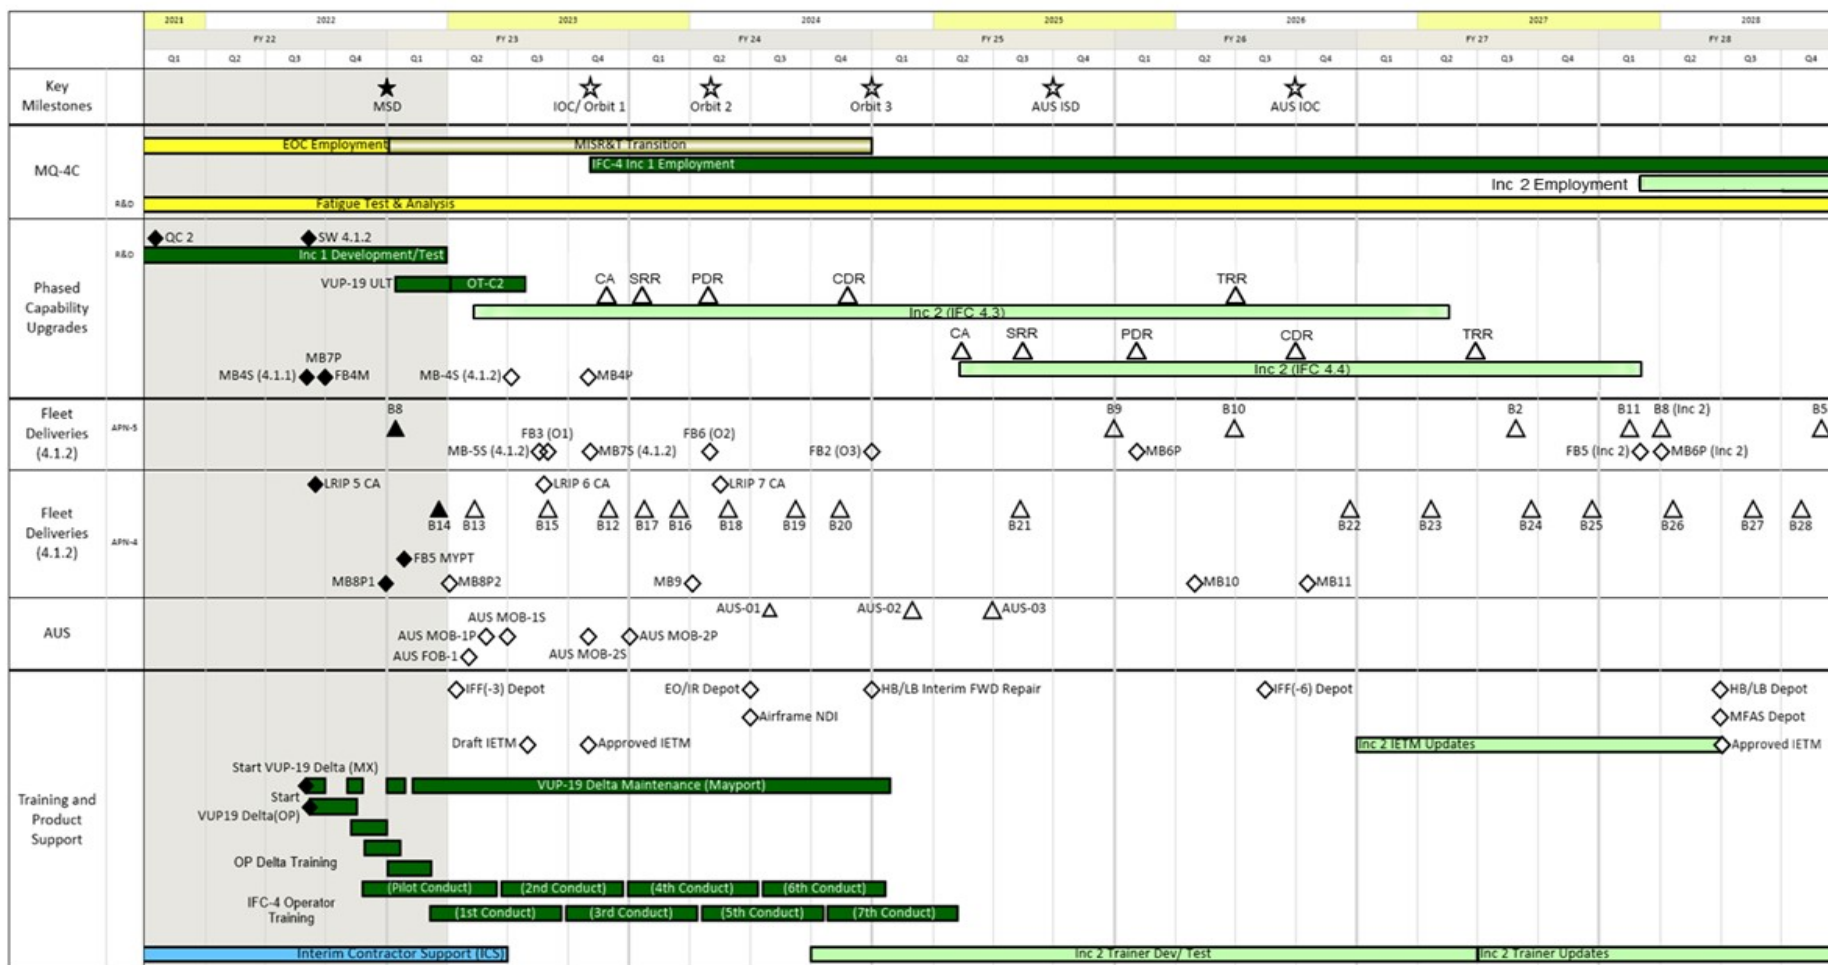 2021 2022 2023 2024 2025 2026 2027 2028
FY 22 FY 23 FY 24 FY 25 FY 26 FY 27 FY 28
Q1 Q2 Q3 Q4 Q1 Q2 Q3 Q4 Q1 Q2 Q3 Q4 Q1 Q2 Q3 Q4 Q1 Q2 Q3 Q4 Q1 Q2 Q3 Q4 Q1 Q2 Q3 Q4
Key
Milestones
MSD IOC/ Orbit 1 Orbit 2 Orbit 3 AUS ISD AUS IOC
MQ-4C
EOC Employment MISR&T Transition
IFC-4 Inc 1 Employment
Inc 2 Employment
R&D Fatigue Test & Analysis
Phased
Capability
Upgrades
QC 2 SW 4.1.2
R&D Inc 1 Development/Test
VUP-19 ULT OT-C2 CA SRR PDR CDR TRR
Inc 2 (IFC 4.3)
CA SRR PDR CDR TRR
Inc 2 (IFC 4.4)
MB7P
MB4S (4.1.1) FB4M MB-4S (4.1.2) MB4P
Fleet
Deliveries
(4.1.2)
APN-5
B8 B9 B10 B2 B11 B8 (Inc 2) B5
FB3 (O1) FB6 (O2)
MB-5S (4.1.2) MB7S (4.1.2) FB2 (O3) MB6P FB5 (Inc 2) MB6P (Inc 2)
Fleet
Deliveries
(4.1.2)
APN-4
LRIP 5 CA LRIP 6 CA LRIP 7 CA
B14 B13 B15 B12 B17 B16 B18 B19 B20 B21 B22 B23 B24 B25 B26 B27 B28
FB5 MYPT
MB8P1 MB8P2 MB9 MB10 MB11
AUS
AUS-01 AUS-02 AUS-03
AUS MOB-1S
AUS MOB-1P AUS MOB-2P
AUS FOB-1 AUS MOB-2S
Training and
Product
Support
IFF(-3) Depot EO/IR Depot HB/LB Interim FWD Repair IFF(-6) Depot HB/LB Depot
Airframe NDI MFAS Depot
Draft IETM Approved IETM Inc 2 IETM Updates Approved IETM
Start VUP-19 Delta (MX)
VUP-19 Delta Maintenance (Mayport)
Start
VUP19 Delta(OP)
OP Delta Training
(Pilot Conduct) (2nd Conduct) (4th Conduct) (6th Conduct)
IFC-4 Operator
Training
(1st Conduct) (3rd Conduct) (5th Conduct) (7th Conduct)
Interim Contractor Support (ICS) Inc 2 Trainer Dev/ Test Inc 2 Trainer Updates